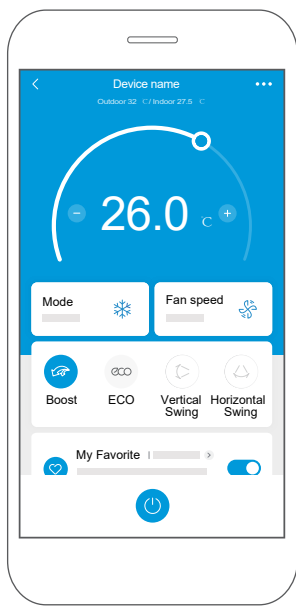 Device name
Outdoor 32 ℃/ Indoor 27.5 ℃
26.0 ℃
Mode
Fan speed
Boost
ECO
Vertical Swing
Horizontal Swing
My Favorite